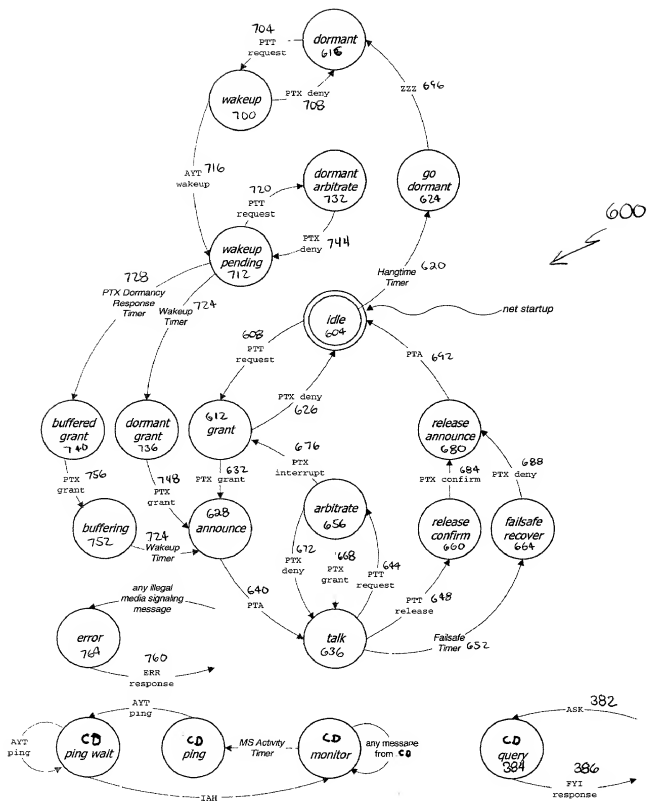 704
PTT
request
dormant
616
wakeup
700
PTX deny
708
ZZZ 696
AYT 716
wakeup
720
PTT
request
dormant
arbitrate
732
go
dormant
624
600
PTX
deny 744
wakeup
pending
712
728
PTX Dormancy
Response
Timer
Wakeup 724
Timer
Hangtime 620
Timer
idle
604
net startup
608
PTT
request
PTA 692
PTX deny
626
buffered
grant
740
dormant
grant
736
612
grant
676
PTX
interrupt
release
announce
680
PTX 756
grant
748
PTX
grant
PTX 632
grant
684
PTX confirm
688
PTX deny
buffering
752
724
Wakeup
Timer
628
announce
arbitrate
656
release
confirm
660
failsafe
recover
664
672
PTX
deny
668
PTX
grant
644
PTT
request
any illegal
media signaling
message
640
PTA
PTT 648
release
error
764
760
ERR
response
talk
636
Failsafe
Timer 652
AYT
ping
ASK 382
AYT
ping
CD
ping wait
CD
ping
MS Activity
Timer
CD
monitor
any message
from CD
CD
query
384
386
FYI
response
IAH